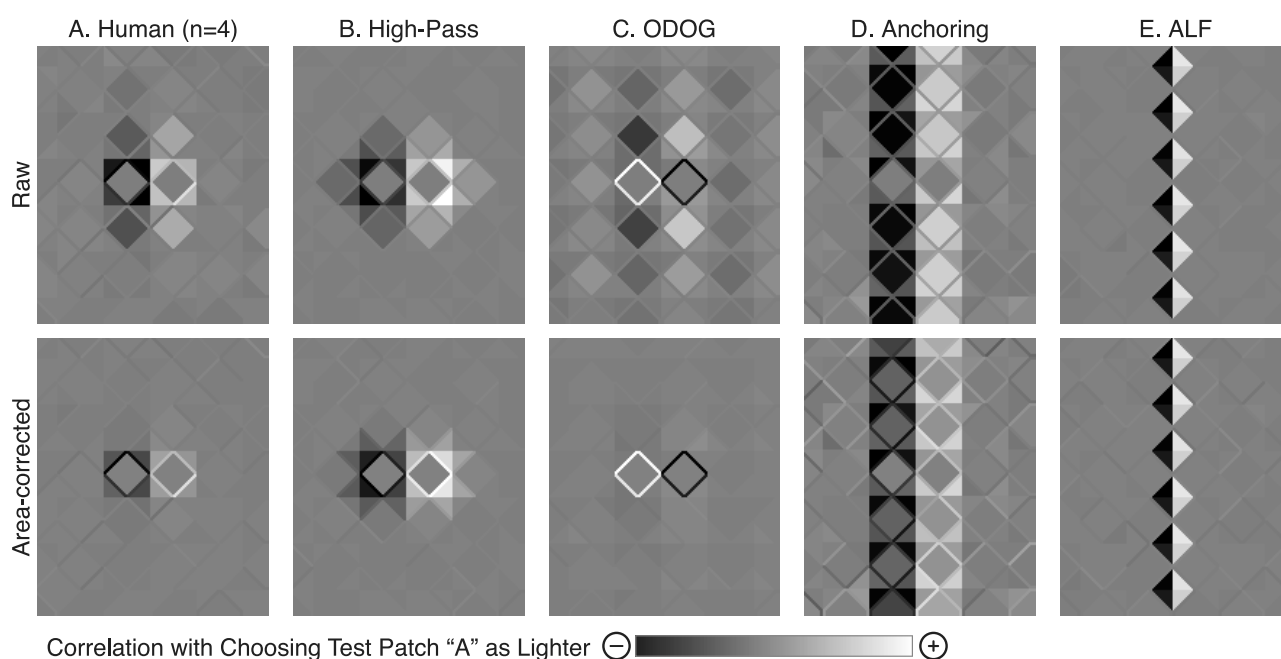 A. Human (n=4) B. High-Pass C. ODOG D. Anchoring E. ALF
Raw
Area-corrected
Correlation with Choosing Test Patch “A” as Lighter − +